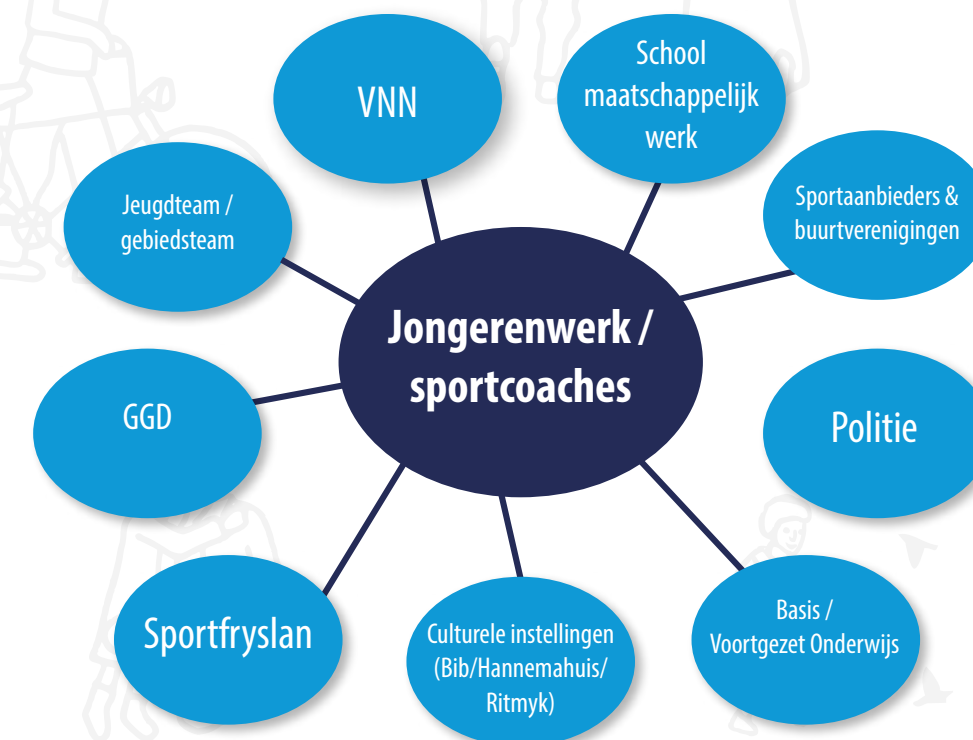 VNN
School
maatschappelijk
werk
Jeugdteam /
gebiedsteam
Sportaanbieders &
buurtverenigingen
Jongerenwerk /
sportcoaches
GGD
Politie
Sportfryslan
Culturele instellingen
(Bib/Hannemahuis/
Ritmyk)
Basis /
Voortgezet Onderwijs